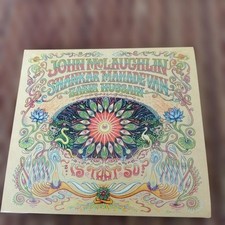 JOHN McLAUGHLIN
SHANKAR MAHADEVAN
ZAKIR HUSSAIN
IS THAT SO?